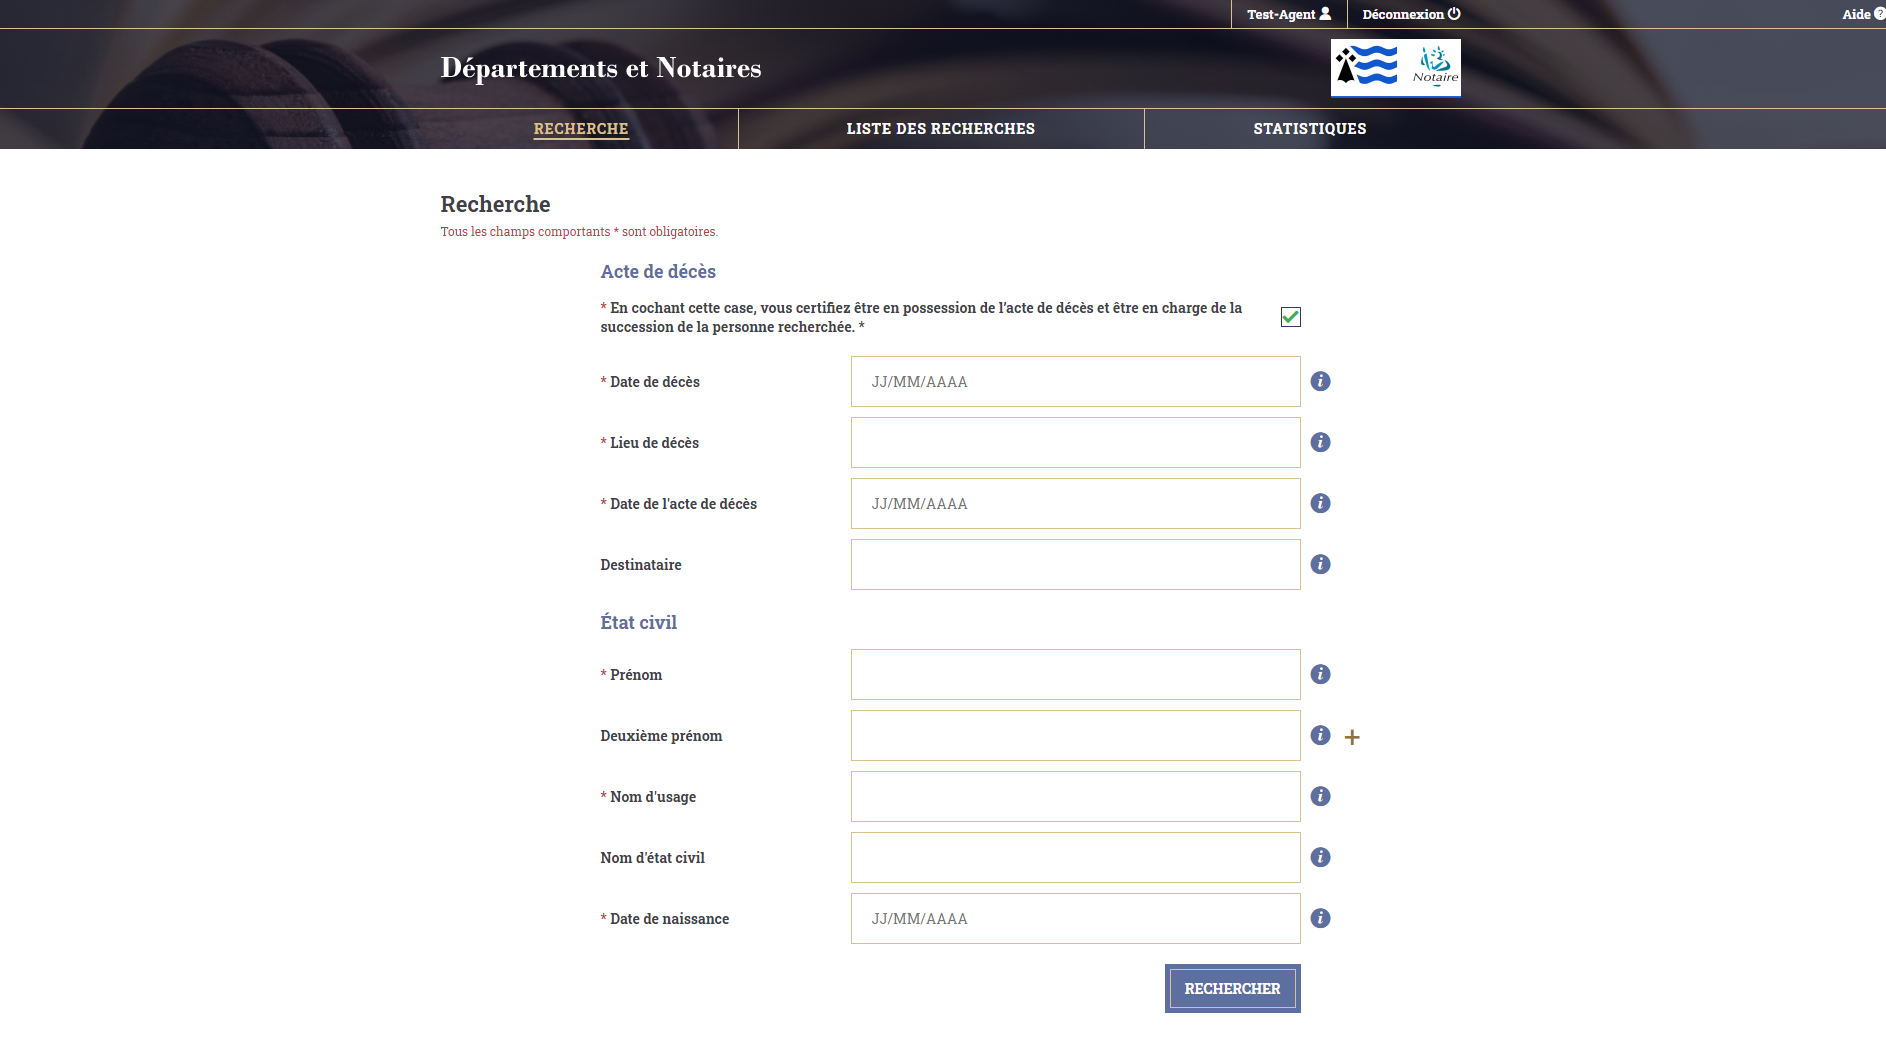 Test-Agent
Déconnexion
Aide ?
Départements et Notaires
Notaire
RECHERCHE
LISTE DES RECHERCHES
STATISTIQUES
Recherche
Tous les champs comportants * sont obligatoires.
Acte de décès
* En cochant cette case, vous certifiez être en possession de l'acte de décès et être en charge de la
succession de la personne recherchée. *
* Date de décès
JJ/MM/AAAA
i
* Lieu de décès
i
* Date de l'acte de décès
JJ/MM/AAAA
i
Destinataire
i
État civil
* Prénom
i
Deuxième prénom
i +
* Nom d'usage
i
Nom d'état civil
i
* Date de naissance
JJ/MM/AAAA
i
RECHERCHER